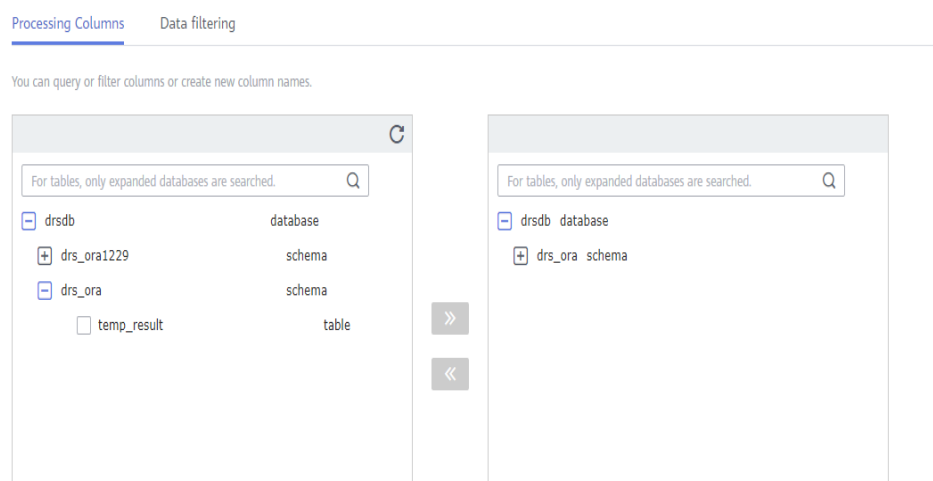 Processing Columns Data filtering
You can query or filter columns or create new column names.
For tables, only expanded databases are searched.
drsdb database
drs_ora1229 schema
drs_ora schema
temp_result table
For tables, only expanded databases are searched.
drsdb database
drs_ora schema